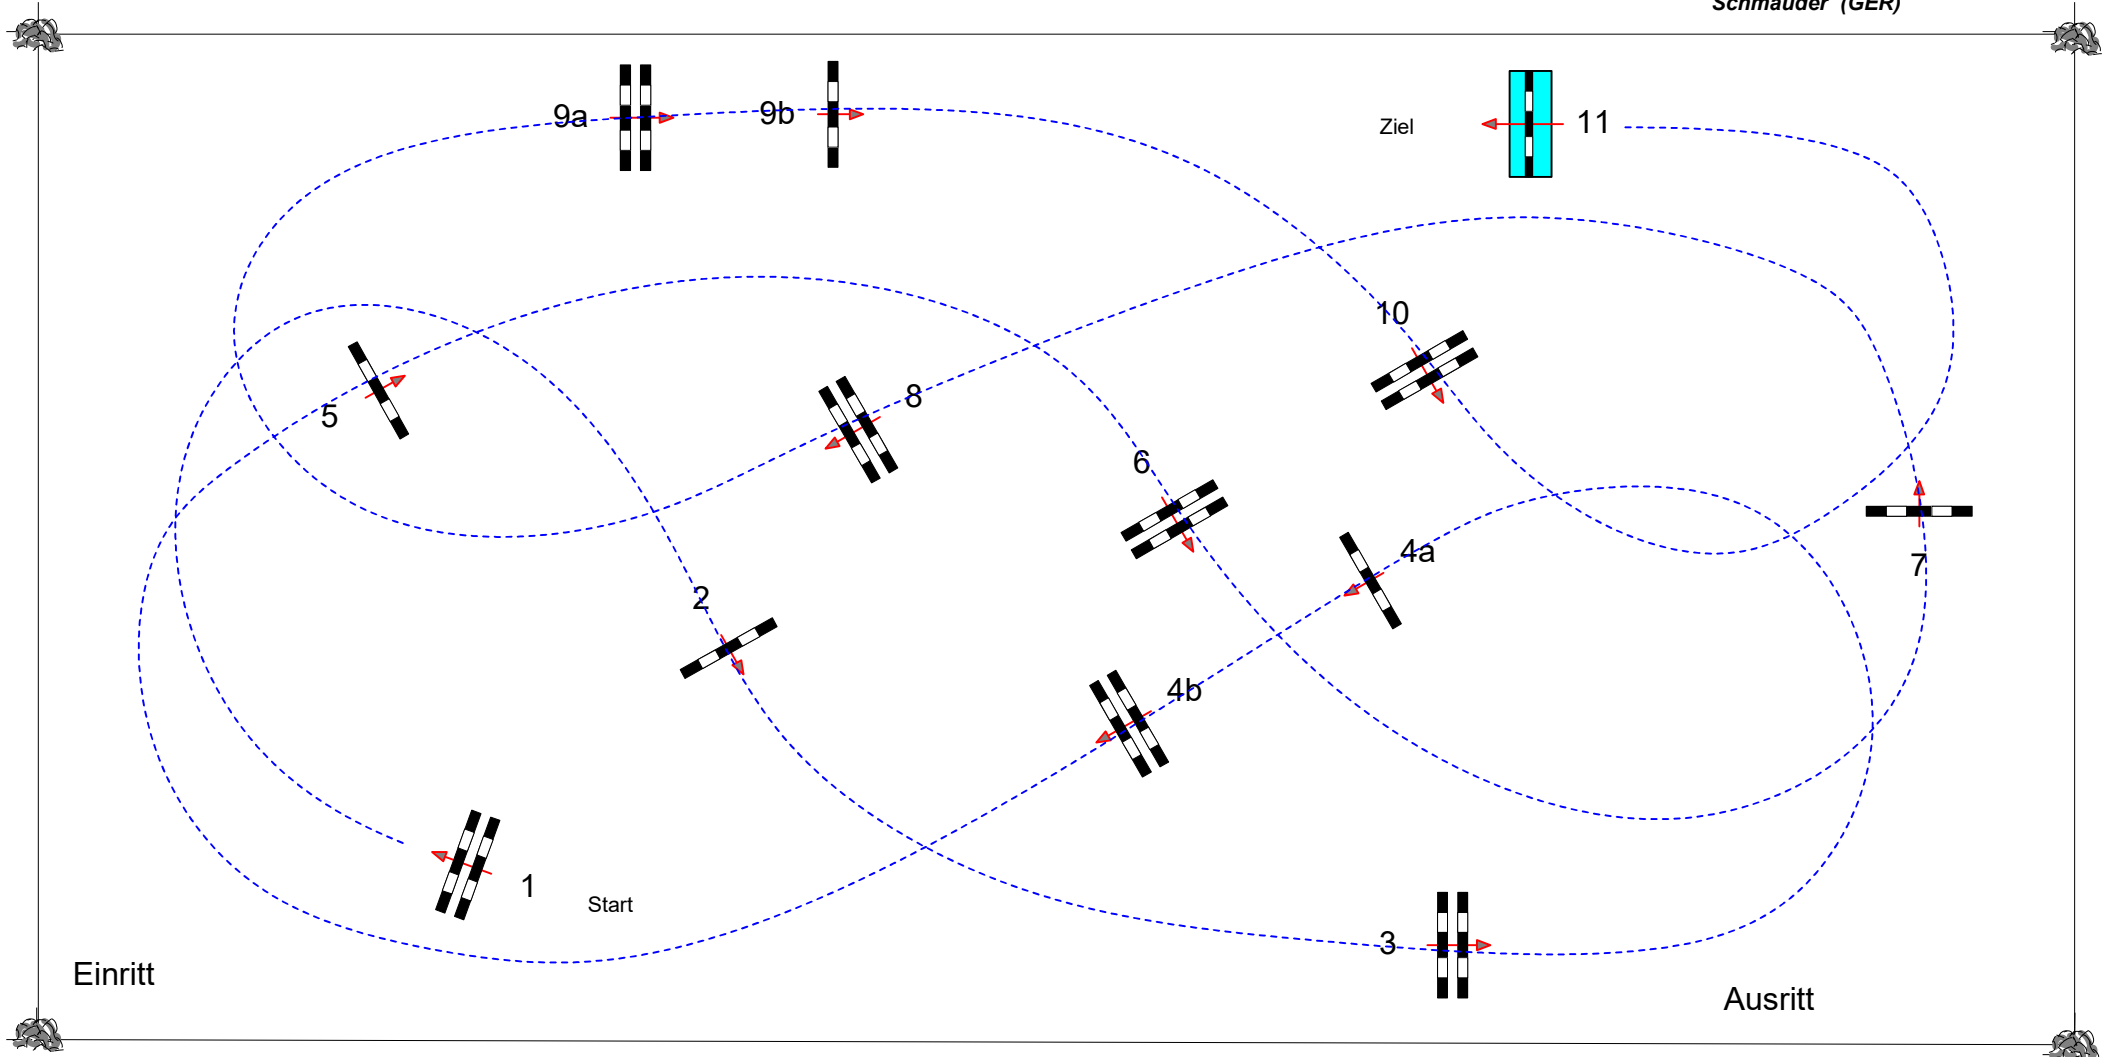 Schmauder (GER)
9a
9b
Ziel
11
10
5
8
6
4a
7
2
4b
1
Start
3
Einritt
Ausritt